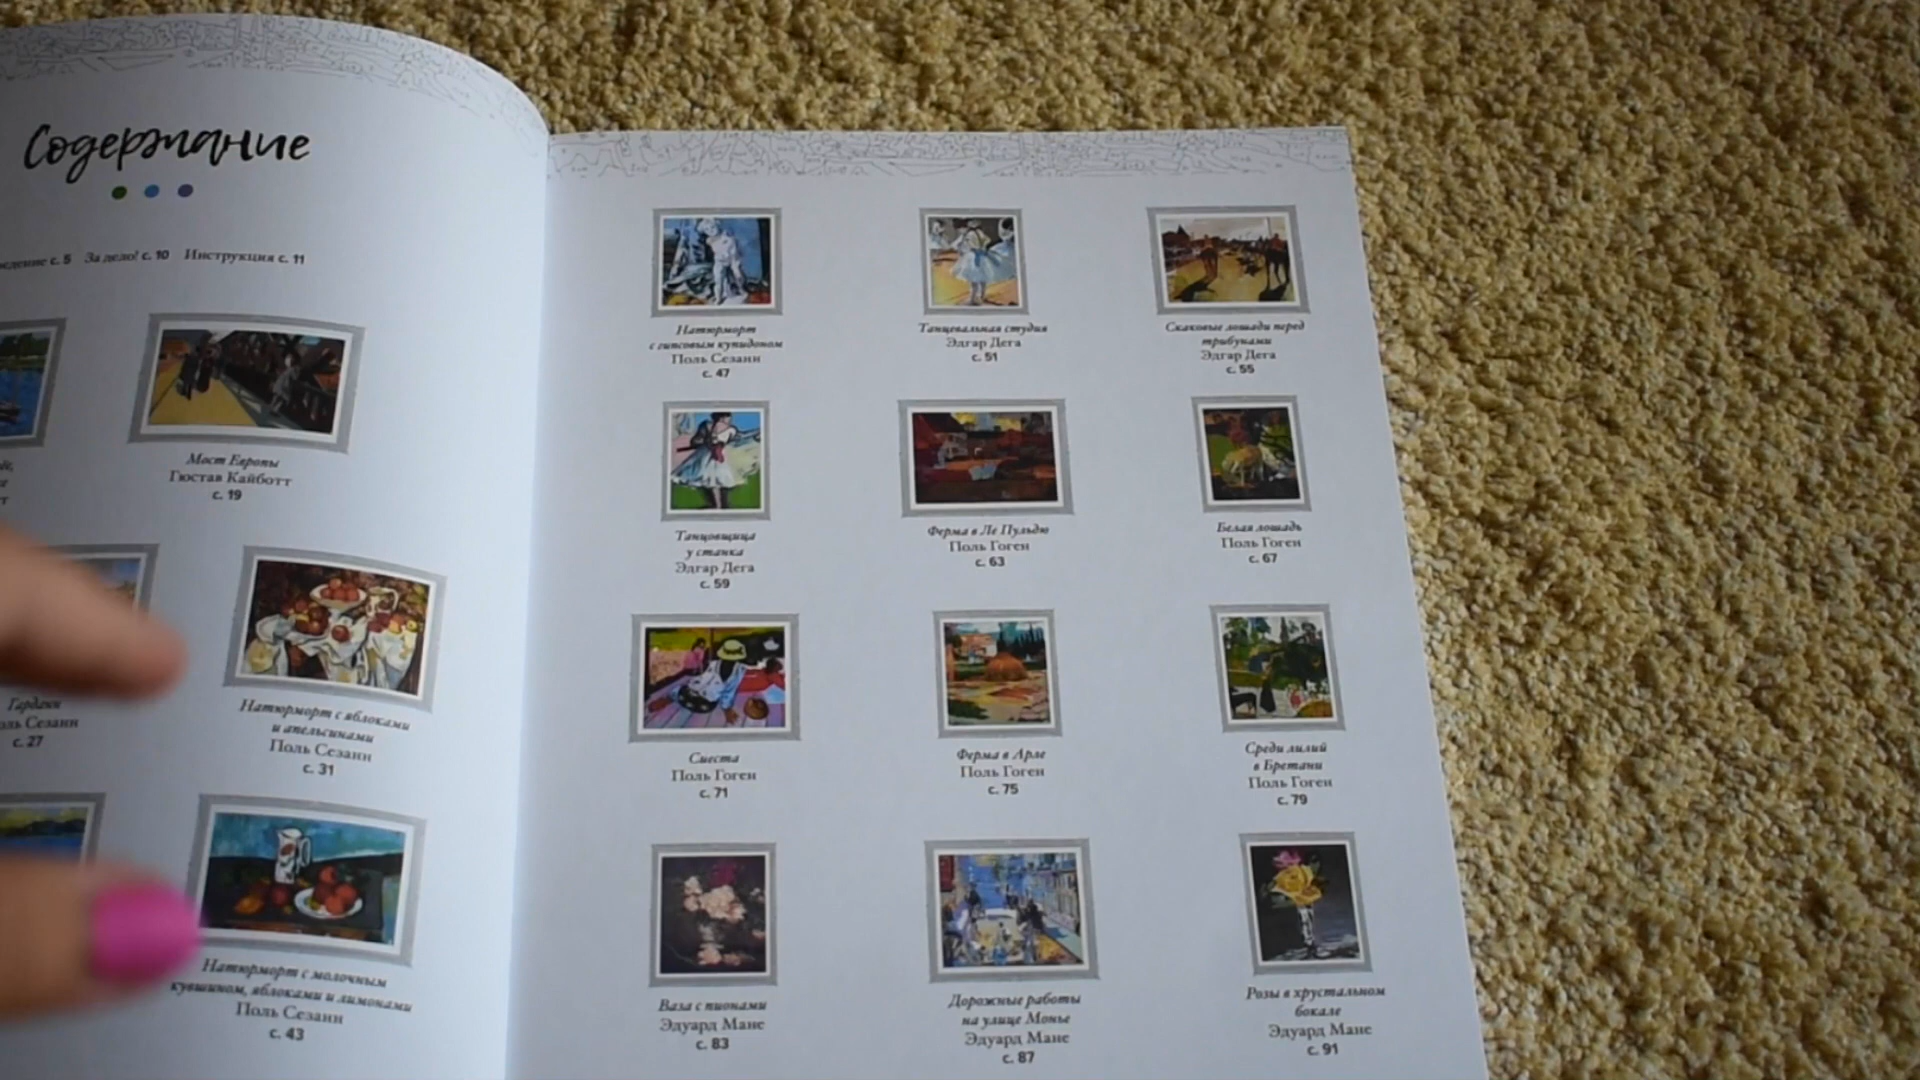 Содержание
с. 5 За дело! с. 10 Инструкция с. 11
Мост Европы
Гюстав Кайботт
с. 19
Гардани
Сезанн
с. 27
Натюрморт с яблоками
и апельсинами
Поль Сезанн
с. 31
Натюрморт с молочным
кувшином, яблоками и лимонами
Поль Сезанн
с. 43
Натюрморт
с гипсовым купидоном
Поль Сезанн
с. 47
Танцевальная студия
Эдгар Дега
с. 51
Скаковые лошади перед
трибунами
Эдгар Дега
с. 55
Танцовщица
у станка
Эдгар Дега
с. 59
Ферма в Ле Пульдю
Поль Гоген
с. 63
Белая лошадь
Поль Гоген
с. 67
Сиеста
Поль Гоген
с. 71
Ферма в Арле
Поль Гоген
с. 75
Среди лилий
в Бретани
Поль Гоген
с. 79
Ваза с пионами
Эдуард Мане
с. 83
Дорожные работы
на улице Монье
Эдуард Мане
с. 87
Розы в хрустальном
бокале
Эдуард Мане
с. 91